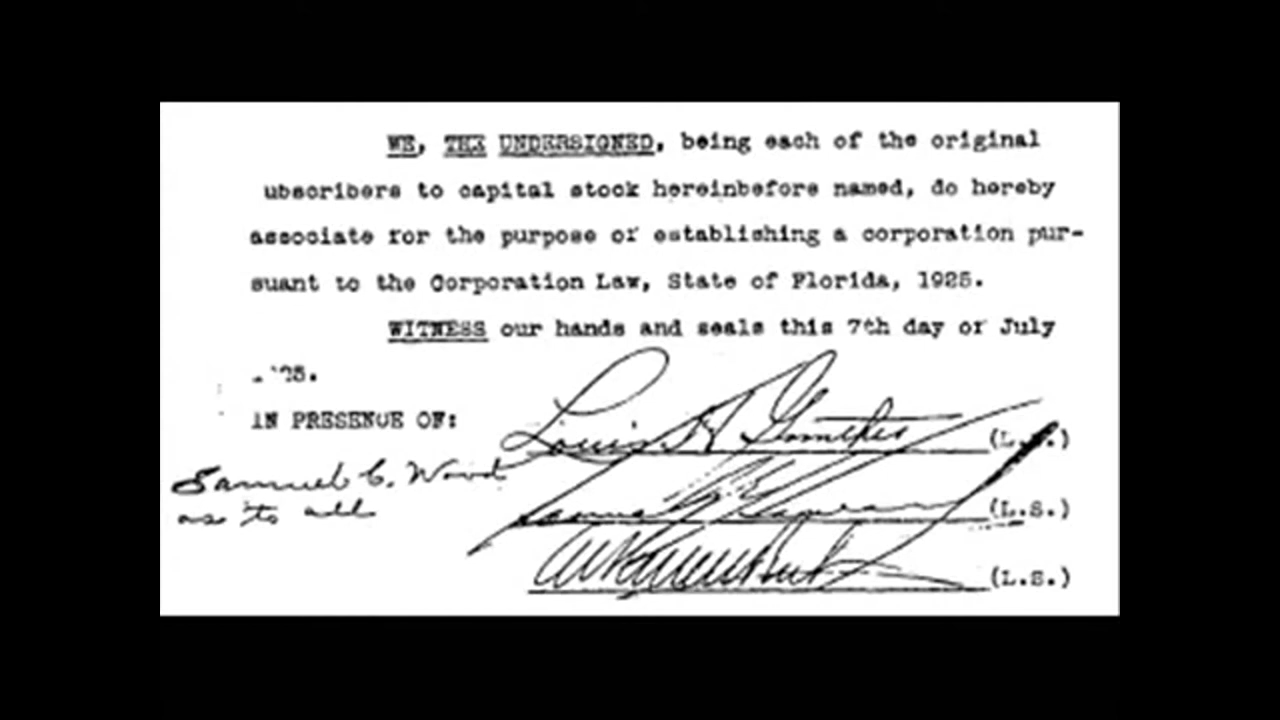 WE, THE UNDERSIGNED, being each of the original
ubscribers to capital stock hereinbefore named, do hereby
associate for the purpose of establishing a corporation pur-
suant to the Corporation Law, State of Florida, 1925.
WITNESS our hands and seals this 7th day of July
25.
IN PRESENCE OF:
Louis A (L.S.)
Samuel C. Wood
as to all
(L.S.)
(L.S.)